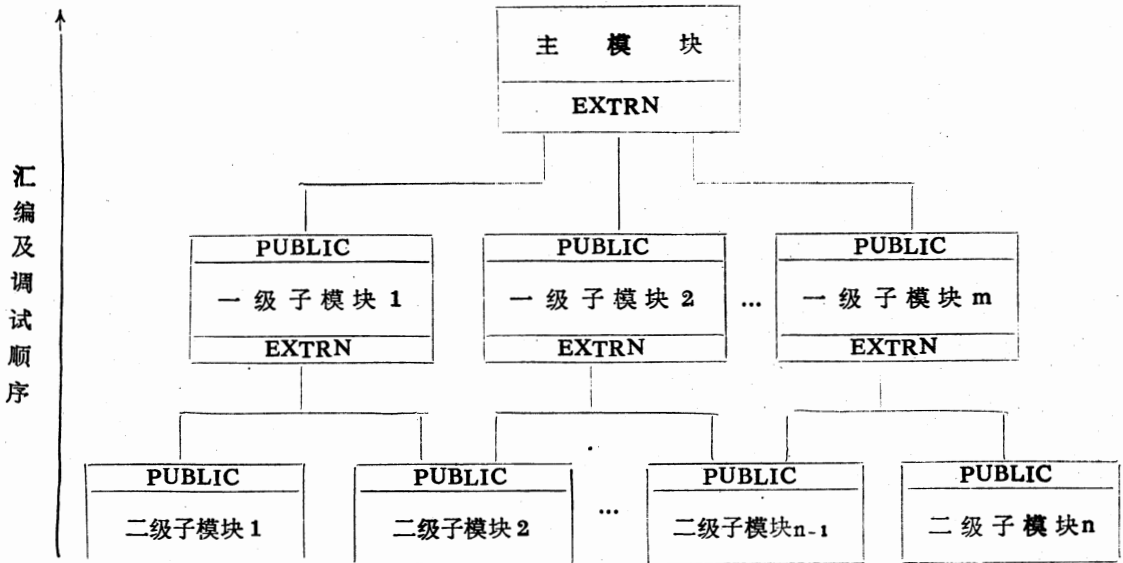 主 模 块
EXTRN
汇编及调试顺序
PUBLIC PUBLIC PUBLIC
一级子模块 1 一级子模块 2 … 一级子模块 m
EXTRN EXTRN EXTRN
PUBLIC PUBLIC PUBLIC PUBLIC
二级子模块 1 二级子模块 2 … 二级子模块n-1 二级子模块n